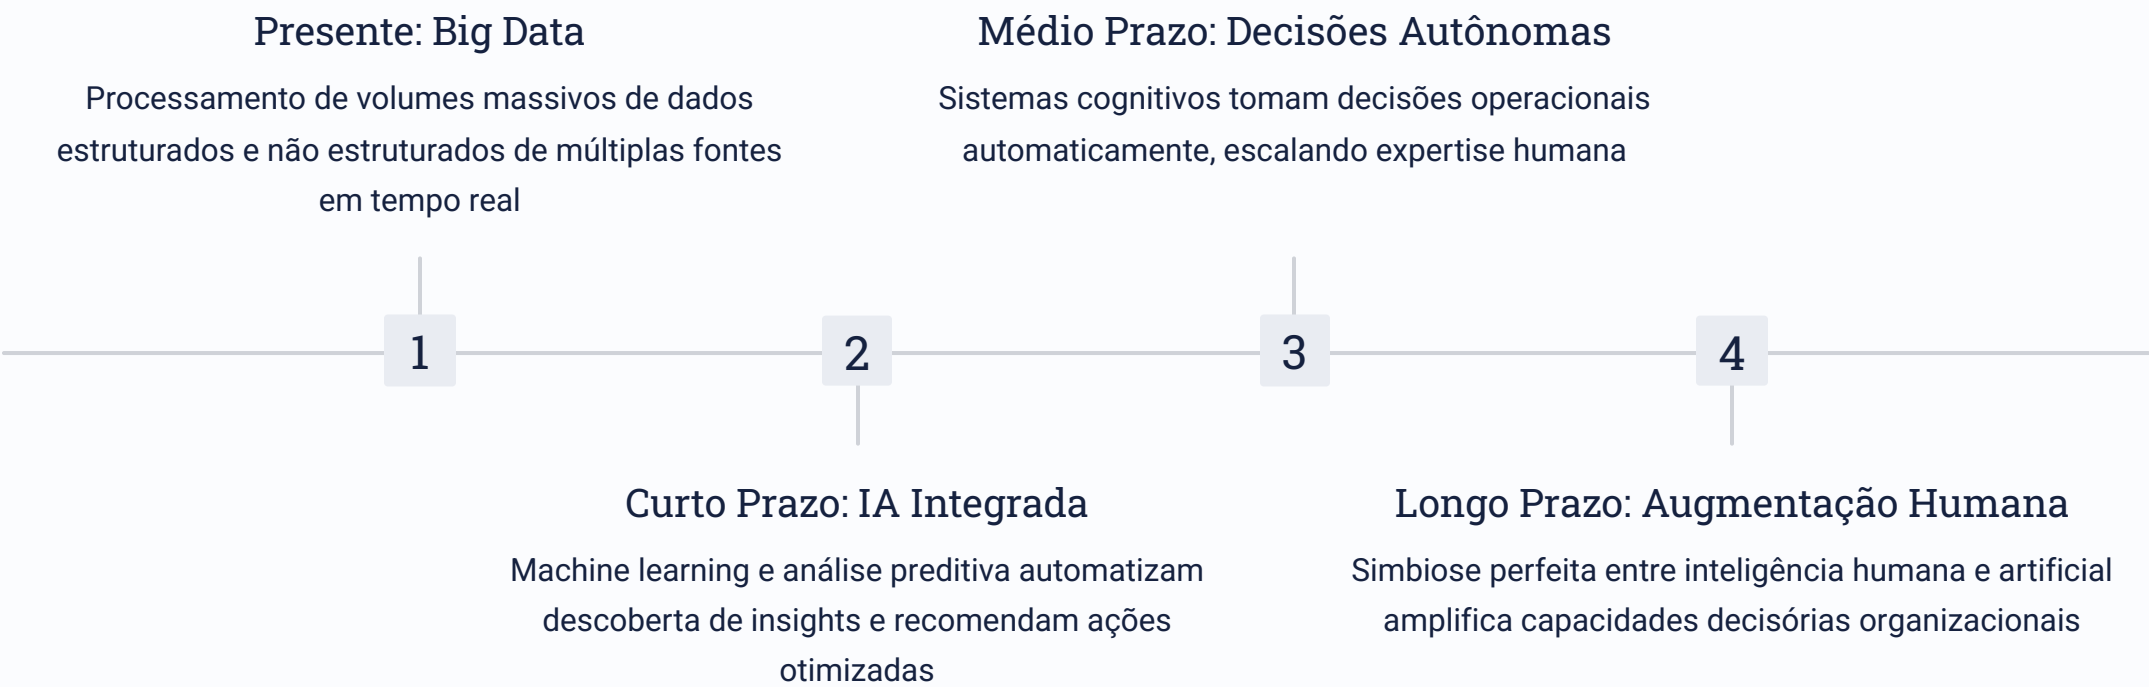 Presente: Big Data
Processamento de volumes massivos de dados
estruturados e não estruturados de múltiplas fontes
em tempo real
1
2
Curto Prazo: IA Integrada
Machine learning e análise preditiva automatizam
descoberta de insights e recomendam ações
otimizadas
Médio Prazo: Decisões Autônomas
Sistemas cognitivos tomam decisões operacionais
automaticamente, escalando expertise humana
3
4
Longo Prazo: Augmentação Humana
Simbiose perfeita entre inteligência humana e artificial
amplifica capacidades decisórias organizacionais